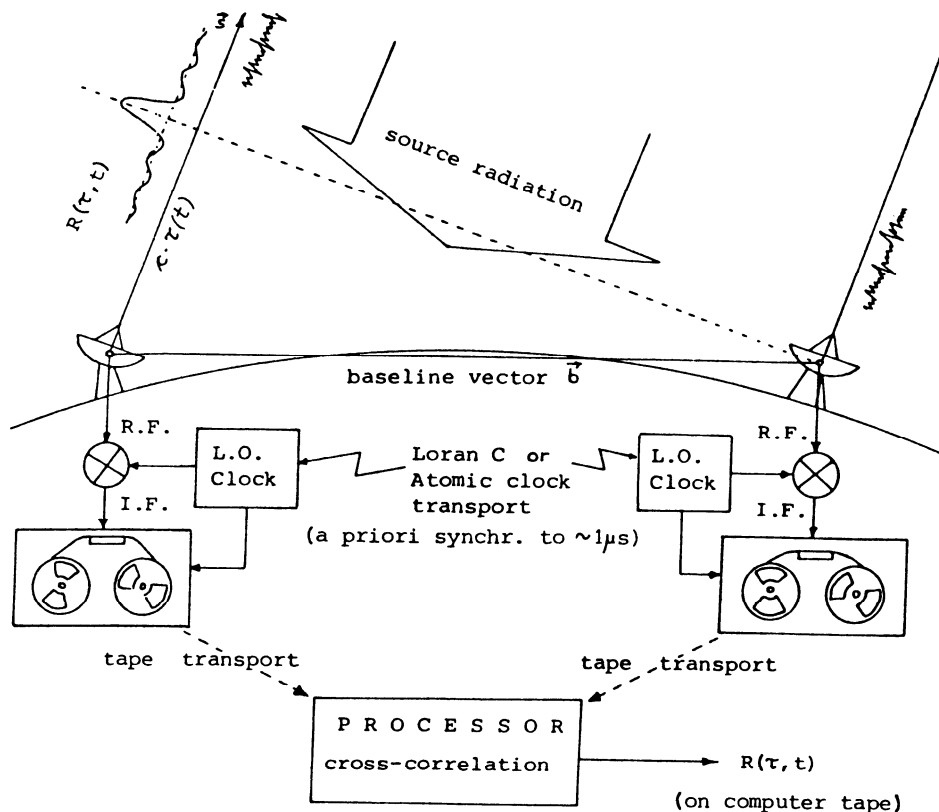 s⃗
R(τ,t)
c·τ(t)
source radiation
baseline vector b⃗
R.F.
R.F.
L.O.
Clock
Loran C or
Atomic clock
transport
L.O.
Clock
I.F.
I.F.
(a priori synchr. to ~1μs)
tape transport
tape transport
PROCESSOR
cross-correlation
R(τ,t)
(on computer tape)